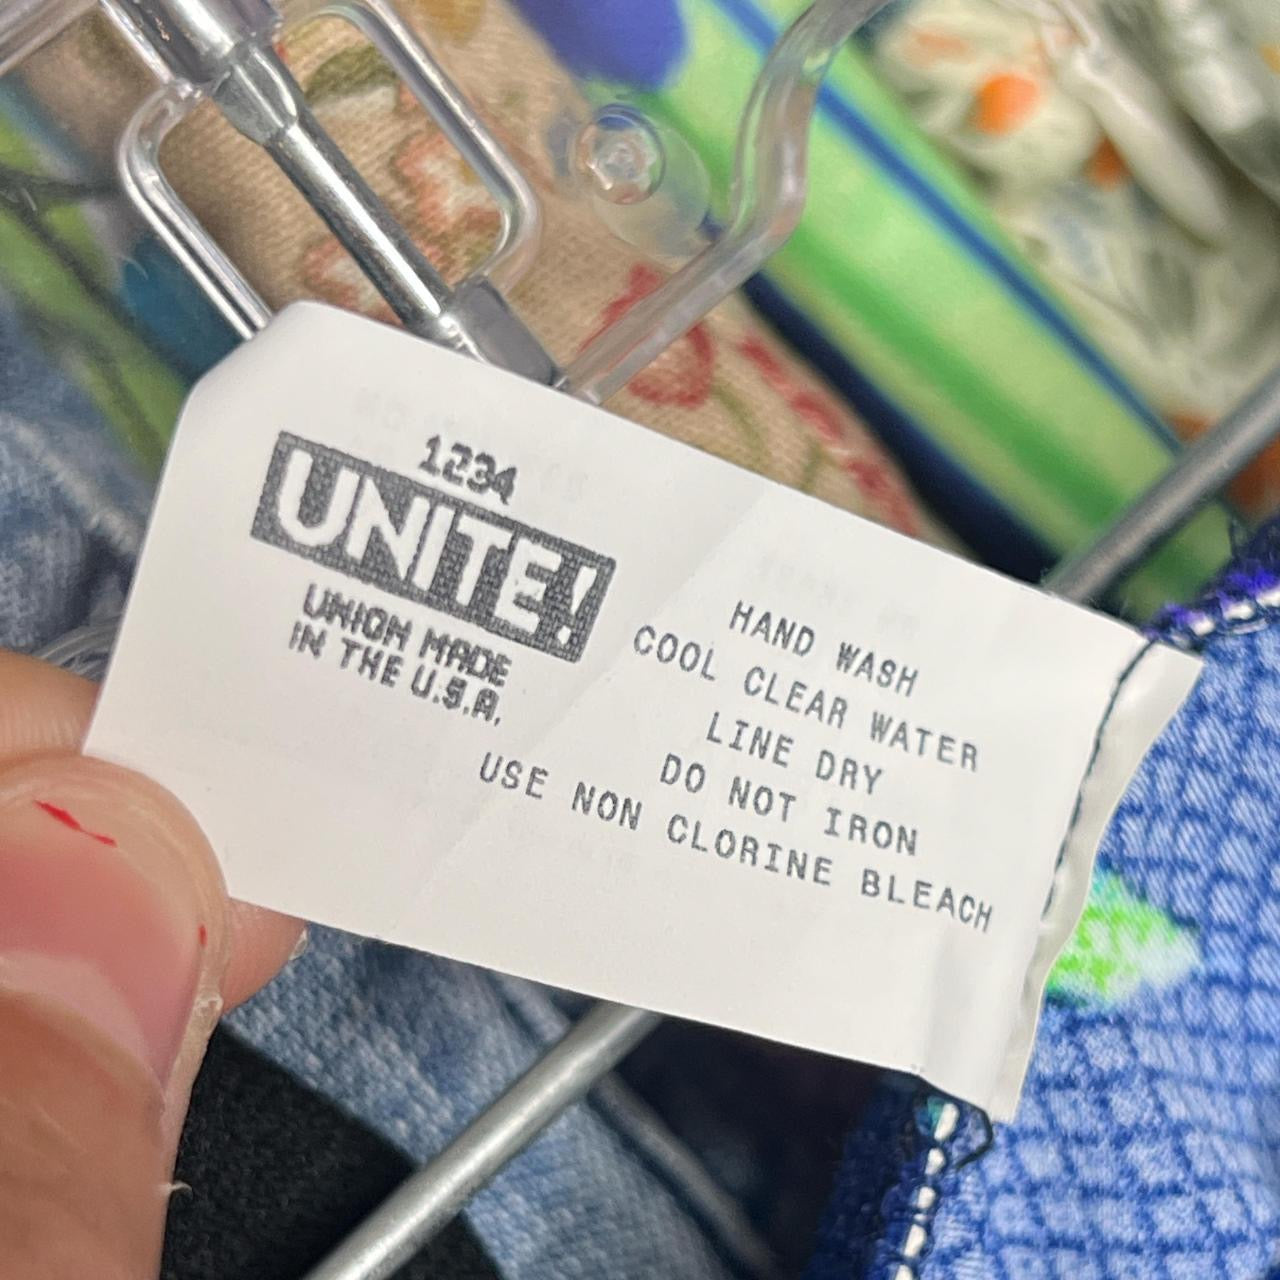 1234
UNITE!
UNION MADE
IN THE U.S.A.
HAND WASH
COOL CLEAR WATER
LINE DRY
DO NOT IRON
USE NON CLORINE BLEACH